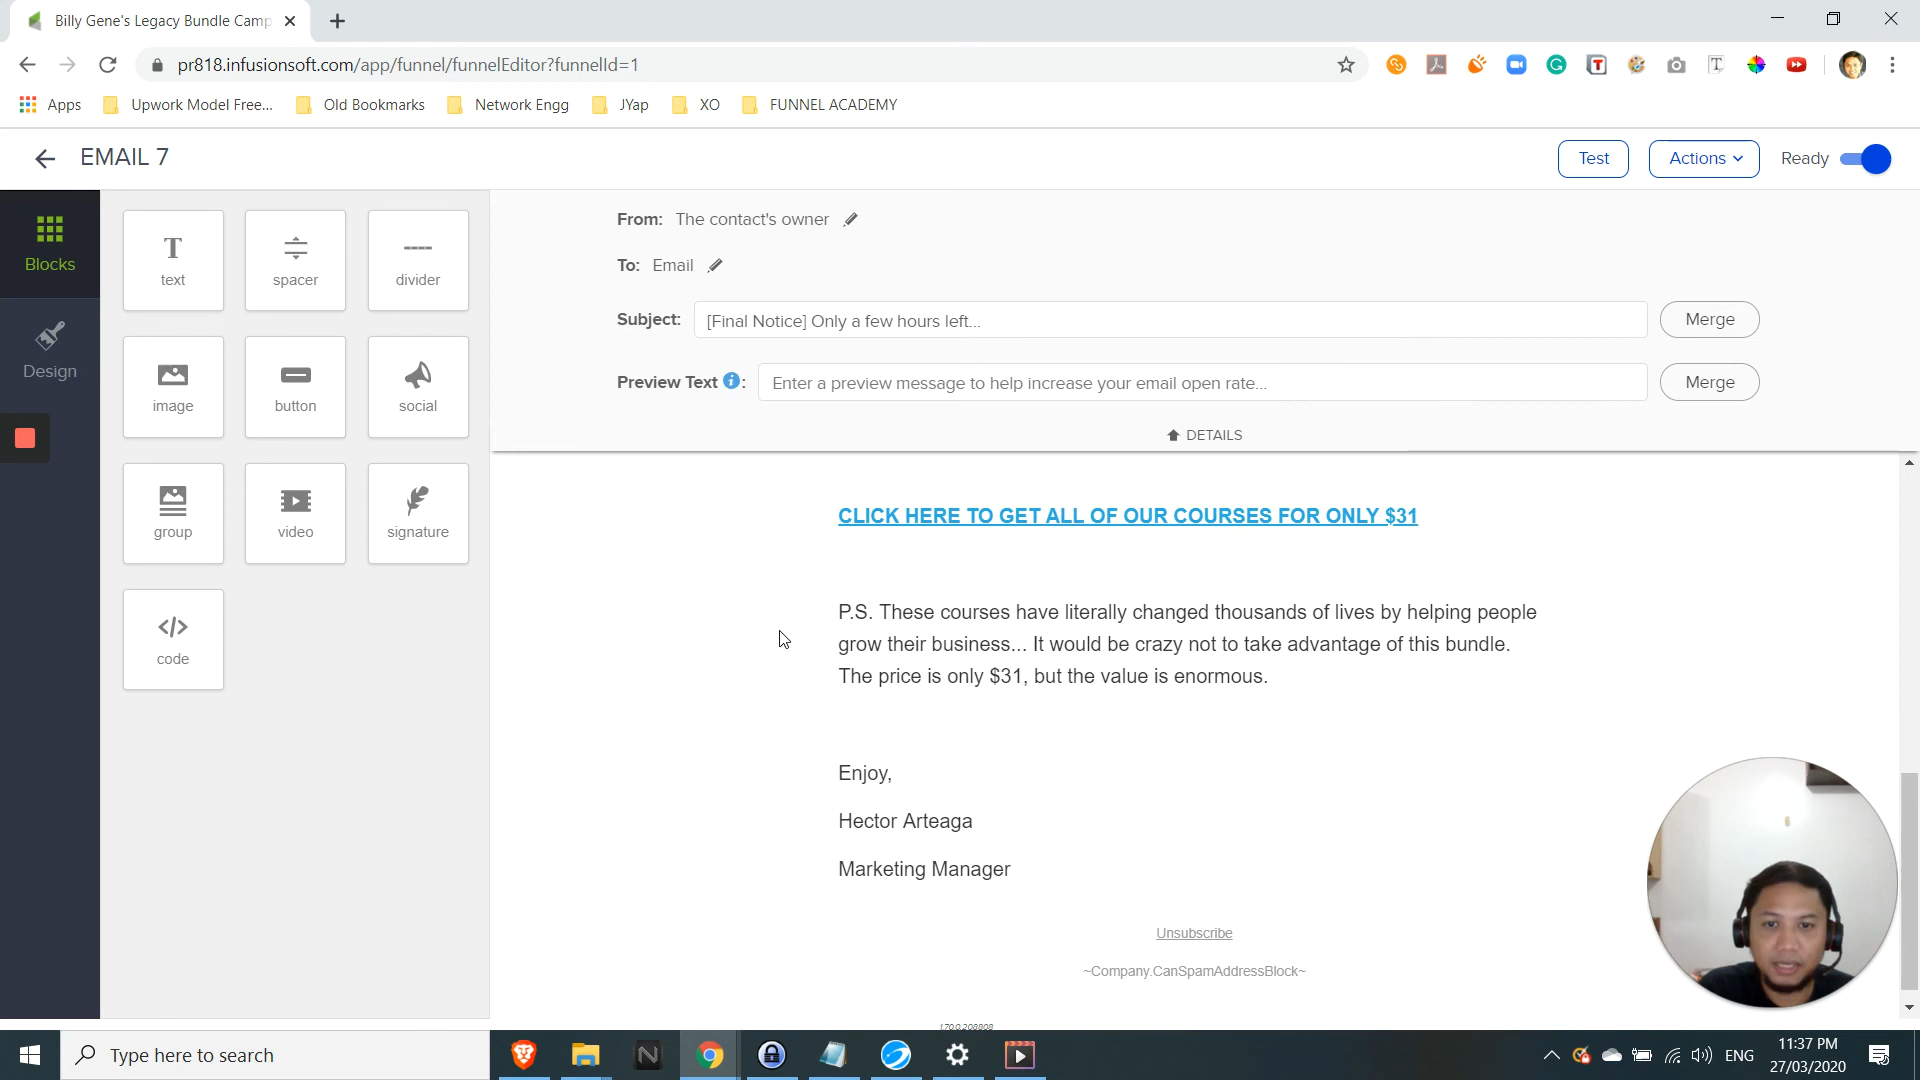 Billy Gene's Legacy Bundle Camp
pr818.infusionsoft.com/app/funnel/funnelEditor?funnelId=1
Apps
Upwork Model Free...
Old Bookmarks
Network Engg
JYap
XO
FUNNEL ACADEMY
EMAIL 7
Test
Actions
Ready
Blocks
Design
text
spacer
divider
image
button
social
group
video
signature
code
From: The contact's owner
To: Email
Subject: [Final Notice] Only a few hours left...
Merge
Preview Text : Enter a preview message to help increase your email open rate...
Merge
DETAILS
CLICK HERE TO GET ALL OF OUR COURSES FOR ONLY $31
P.S. These courses have literally changed thousands of lives by helping people
grow their business... It would be crazy not to take advantage of this bundle.
The price is only $31, but the value is enormous.
Enjoy,
Hector Arteaga
Marketing Manager
Unsubscribe
~Company.CanSpamAddressBlock~
1.70.0.208808
Type here to search
ENG
11:37 PM
27/03/2020